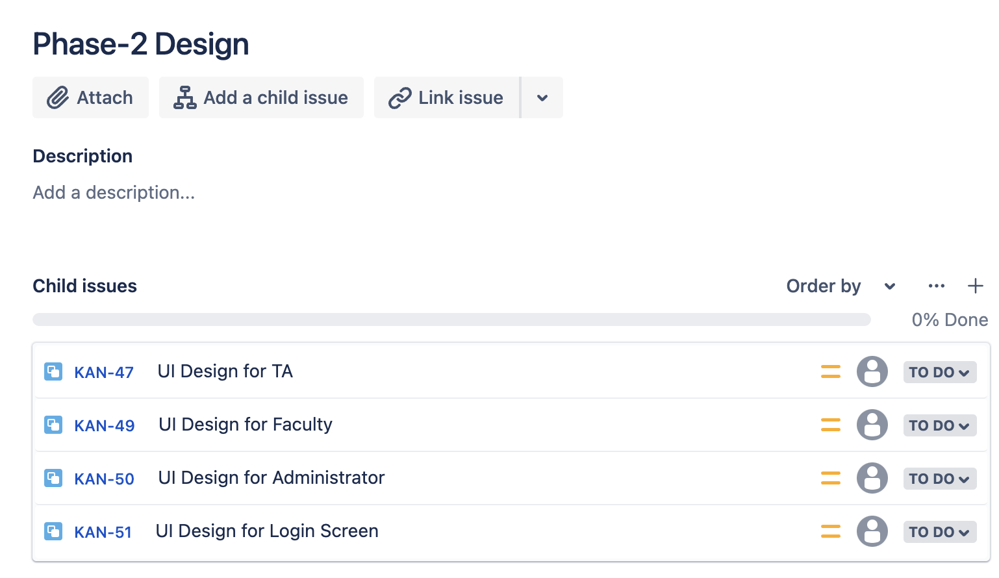 Phase-2 Design
Attach Add a child issue Link issue
Description
Add a description...
Child issues Order by
0% Done
KAN-47 UI Design for TA TO DO
KAN-49 UI Design for Faculty TO DO
KAN-50 UI Design for Administrator TO DO
KAN-51 UI Design for Login Screen TO DO